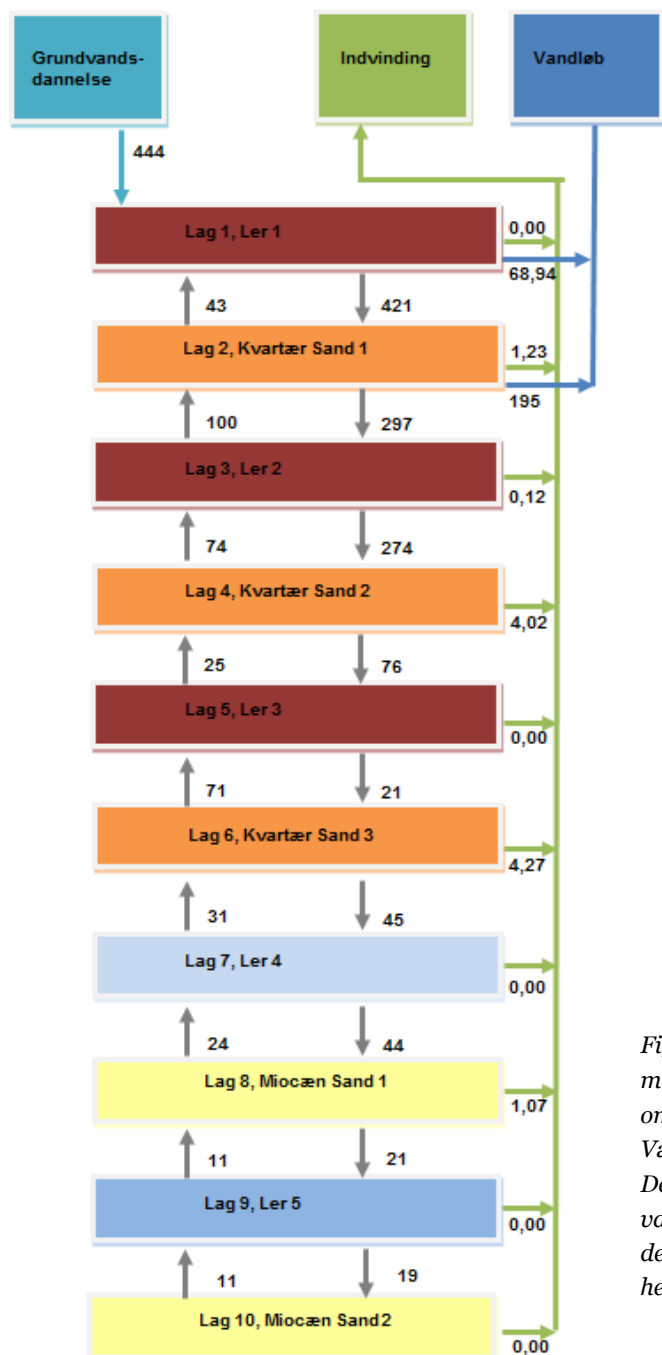 Grundvands-
dannelse
Indvinding
Vandløb
444
Lag 1, Ler 1
0,00
68,94
43
421
Lag 2, Kvartær Sand 1
1,23
195
100
297
Lag 3, Ler 2
0,12
74
274
Lag 4, Kvartær Sand 2
4,02
25
76
Lag 5, Ler 3
0,00
71
21
Lag 6, Kvartær Sand 3
4,27
31
45
Lag 7, Ler 4
0,00
24
44
Lag 8, Miocæn Sand 1
1,07
11
21
Lag 9, Ler 5
0,00
11
19
Lag 10, Miocæn Sand 2
0,00